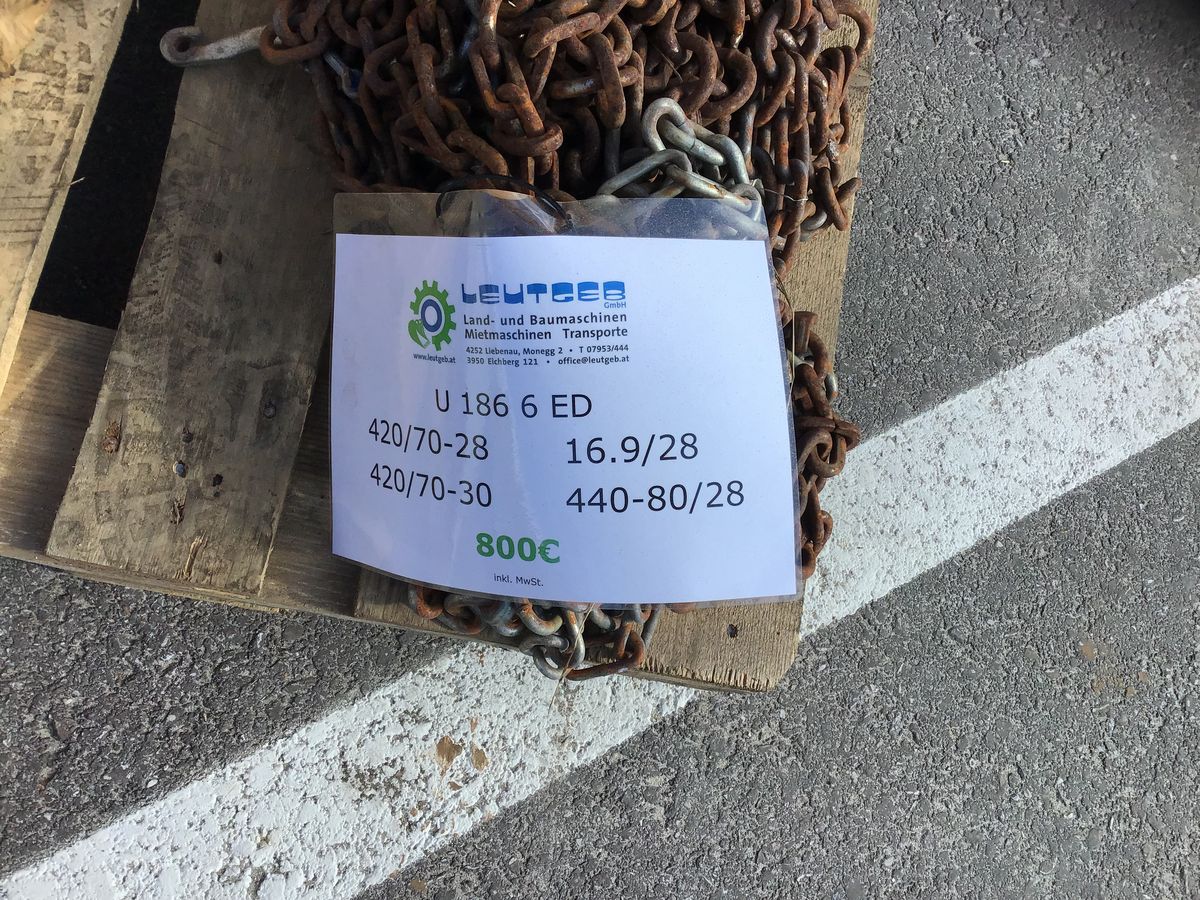 LEUTGEB
GmbH
Land- und Baumaschinen
Mietmaschinen Transporte
4252 Liebenau, Monegg 2 • T 07953/444
www.leutgeb.at 3950 Eichberg 121 • office@leutgeb.at
U 186 6 ED
420/70-28 16.9/28
420/70-30 440-80/28
800€
inkl. MwSt.